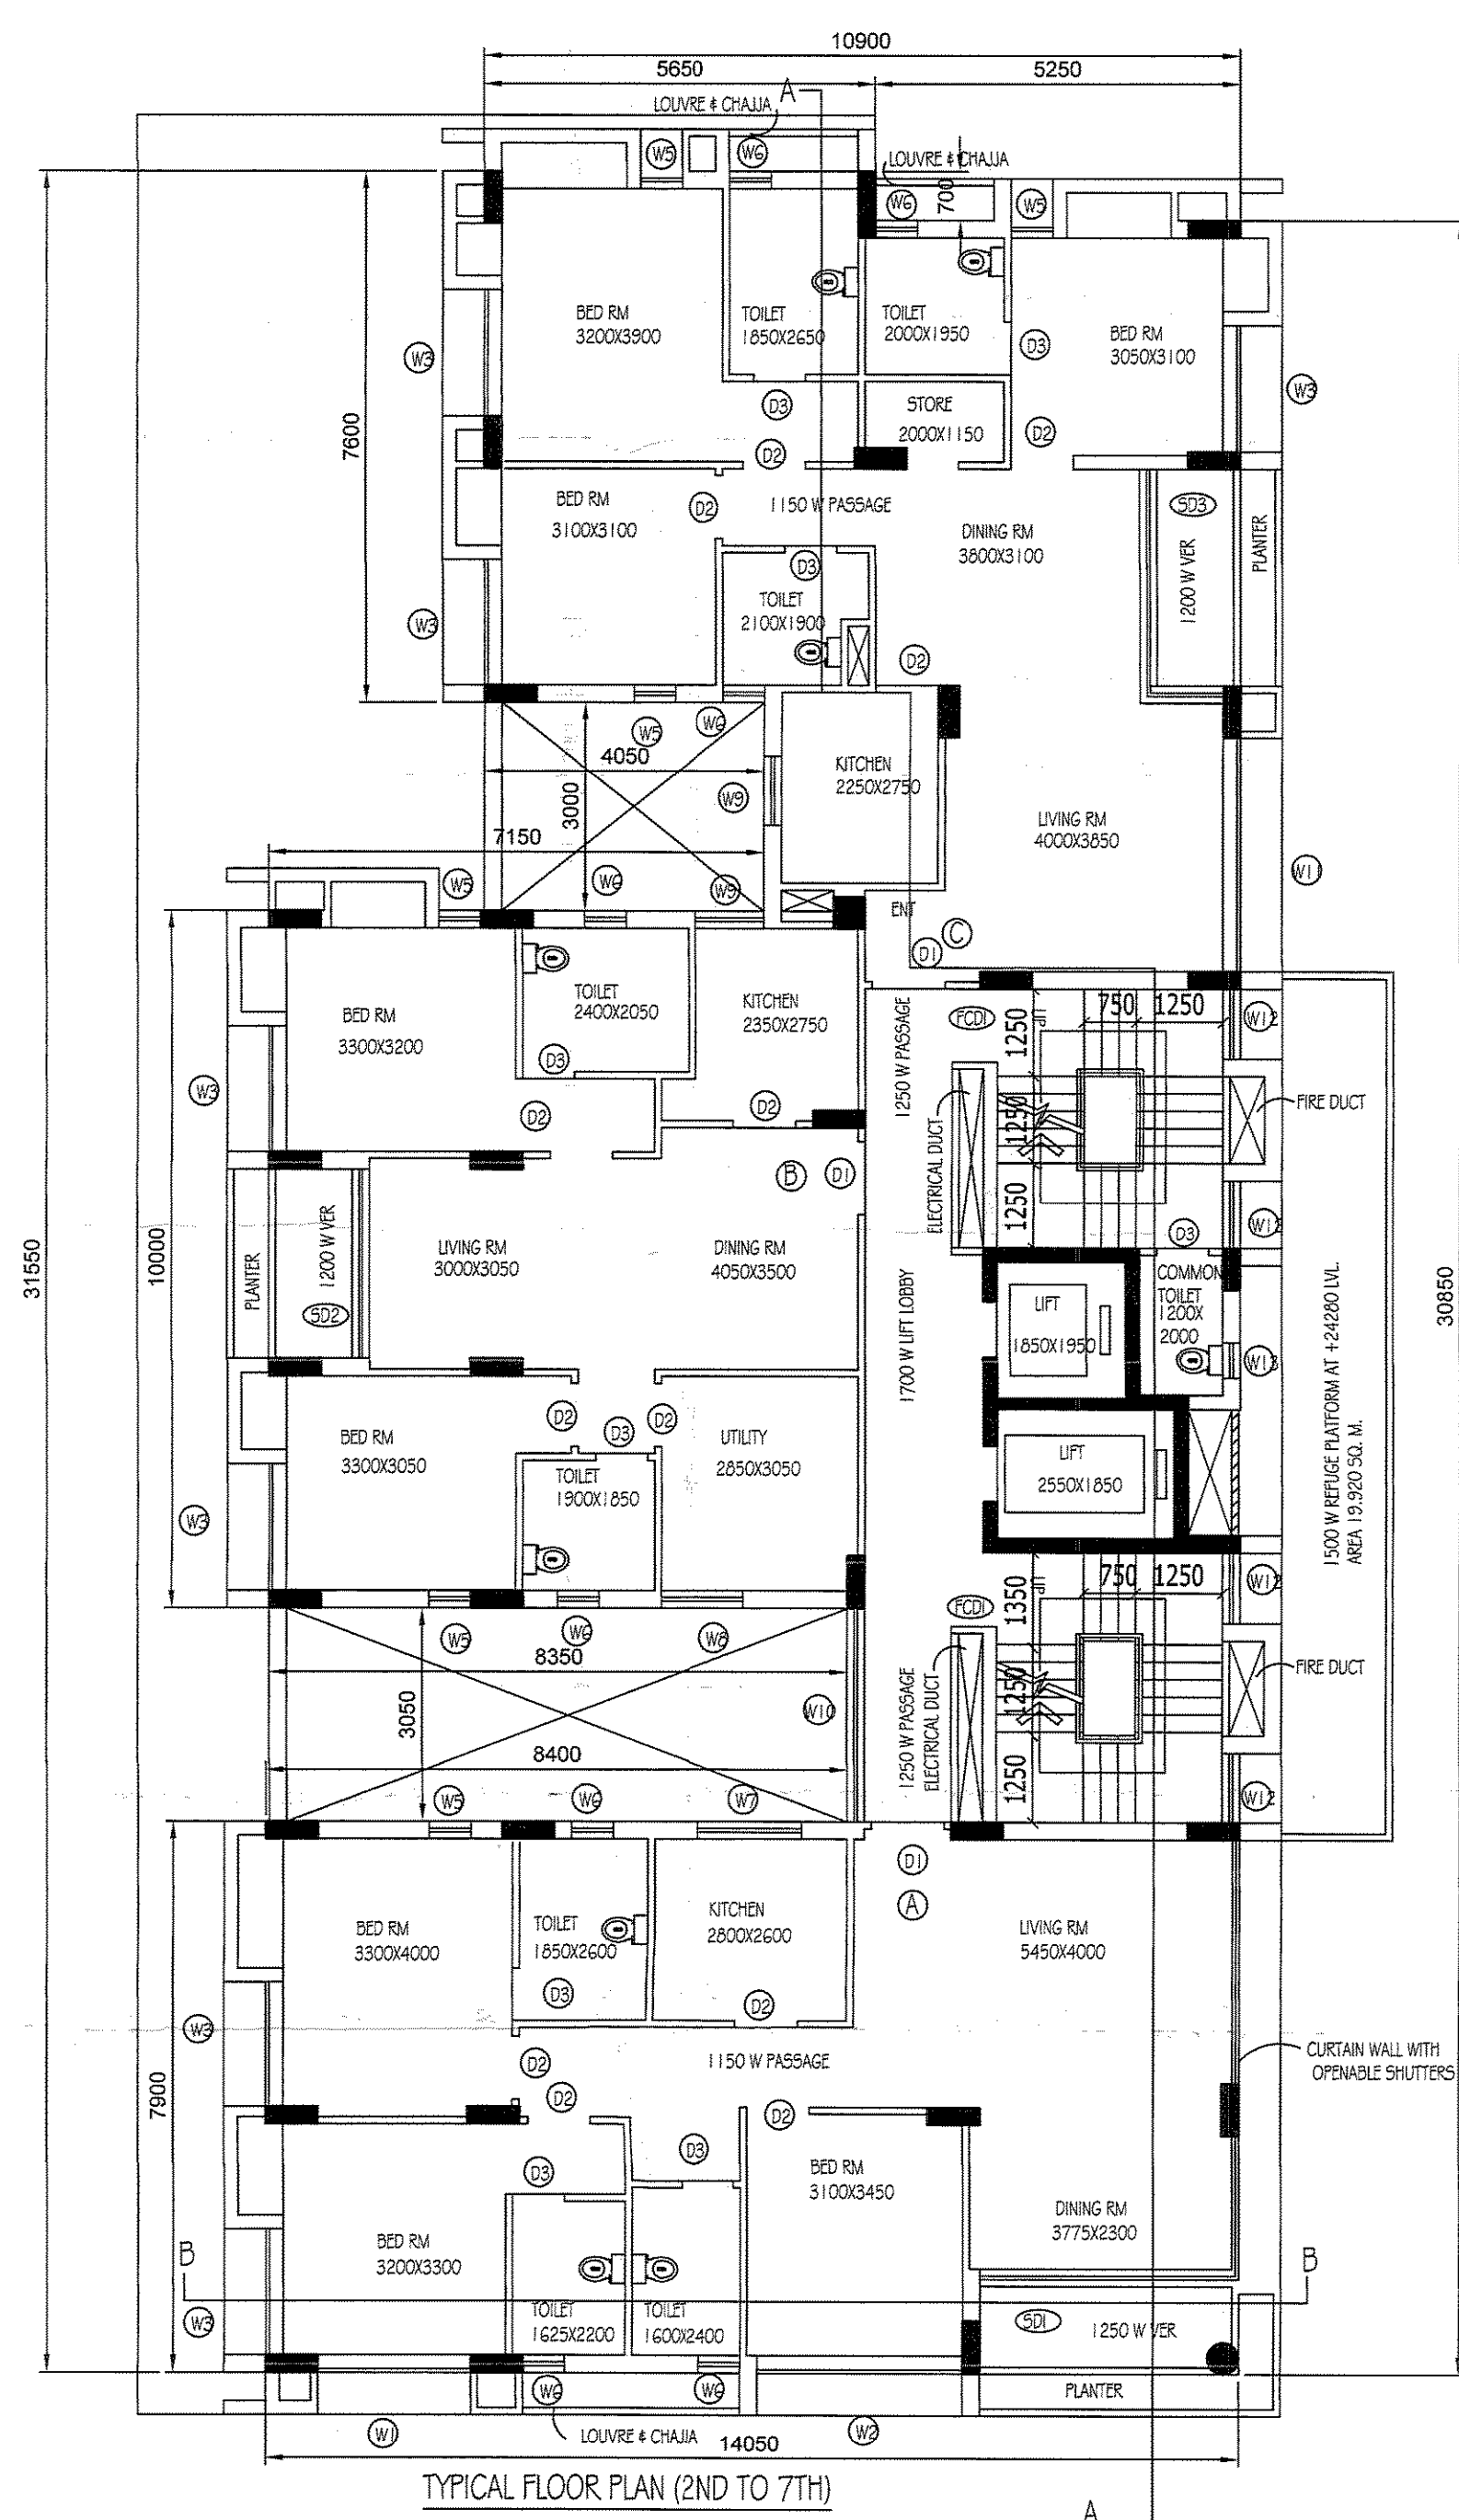 10900
5650
5250
A
LOUVRE & CHAJJA
W5
W6
LOUVRE & CHAJJA
W6
700
W5
BED RM
3200X3900
TOILET
1850X2650
TOILET
2000X1950
D3
BED RM
3050X3100
W3
W3
7600
D3
STORE
2000X1150
D2
D2
BED RM
3100X3100
D2
1150 W PASSAGE
DINING RM
3800X3100
SD3
1200 W VER
PLANTER
D3
TOILET
2100X1900
W3
D2
W5
W6
4050
3000
W9
KITCHEN
2250X2750
7150
LIVING RM
4000X3850
W11
W5
W6
W9
ENT
D1
C
BED RM
3300X3200
TOILET
2400X2050
D3
KITCHEN
2350X2750
1250 W PASSAGE
FCD1
1250
UP
750
1250
W12
W3
D2
D2
ELECTRICAL DUCT
1250
FIRE DUCT
B
D1
1250
D3
W12
31550
10000
30850
PLANTER
1200 W VER
SD2
LIVING RM
3000X3050
DINING RM
4050X3500
1700 W LIFT LOBBY
LIFT
1850X1950
COMMON
TOILET
1200X
2000
W13
1500 W REFUGE PLATFORM AT +24280 LVL.
AREA 19.920 SQ. M.
BED RM
3300X3050
D2
D3
D2
UTILITY
2850X3050
TOILET
1900X1850
LIFT
2550X1850
W3
W5
W6
W8
8350
FCD1
1350
UP
750
1250
W12
3050
W10
1250 W PASSAGE
ELECTRICAL DUCT
1250
FIRE DUCT
8400
W5
W6
W7
1250
W12
D1
A
BED RM
3300X4000
TOILET
1850X2600
D3
KITCHEN
2800X2600
D2
LIVING RM
5450X4000
W3
7900
D2
1150 W PASSAGE
CURTAIN WALL WITH
OPENABLE SHUTTERS
D2
D2
D3
D3
BED RM
3100X3450
DINING RM
3775X2300
BED RM
3200X3300
B
B
W3
TOILET
1625X2200
TOILET
1600X2400
SD1
1250 W VER
W6
W6
PLANTER
W1
LOUVRE & CHAJJA
W2
14050
TYPICAL FLOOR PLAN (2ND TO 7TH)
A